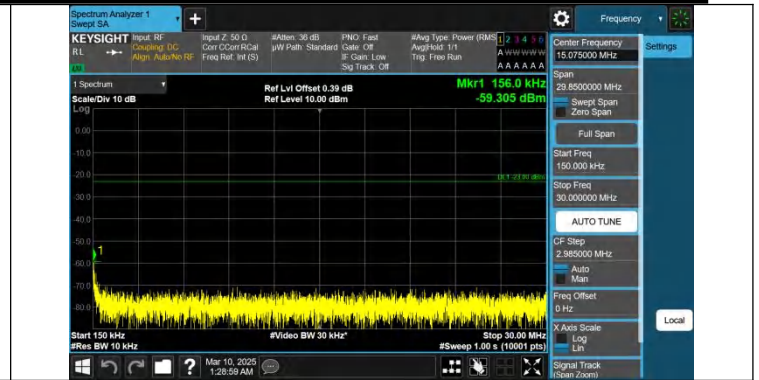 Spectrum Analyzer 1
Swept SA
+
Frequency
KEYSIGHT
RL
Input: RF
Coupling: DC
Align: Auto/No RF
Input Z: 50 Ω
Corr CCorr RCal
Freq Ref: Int (S)
#Atten: 36 dB
µW Path: Standard
PNO: Fast
Gate: Off
IF Gain: Low
Sig Track: Off
#Avg Type: Power (RMS
Avg|Hold: 1/1
Trig: Free Run
1 2 3 4 5 6
A W W W W W
A A A A A A
1 Spectrum
Scale/Div 10 dB
Log
Ref Lvl Offset 0.39 dB
Ref Level 10.00 dBm
Mkr1 156.0 kHz
-59.305 dBm
0.00
-10.0
-20.0
-30.0
-40.0
-50.0
-60.0
-70.0
-80.0
1
Start 150 kHz
#Res BW 10 kHz
#Video BW 30 kHz*
Stop 30.00 MHz
#Sweep 1.00 s (10001 pts)
Center Frequency
15.075000 MHz
Settings
Span
29.8500000 MHz
Swept Span
Zero Span
Full Span
Start Freq
150.000 kHz
Stop Freq
30.000000 MHz
AUTO TUNE
CF Step
2.985000 MHz
Auto
Man
Freq Offset
0 Hz
X Axis Scale
Log
Lin
Local
Signal Track
(Span Zoom)
?
Mar 10, 2025
1:28:59 AM